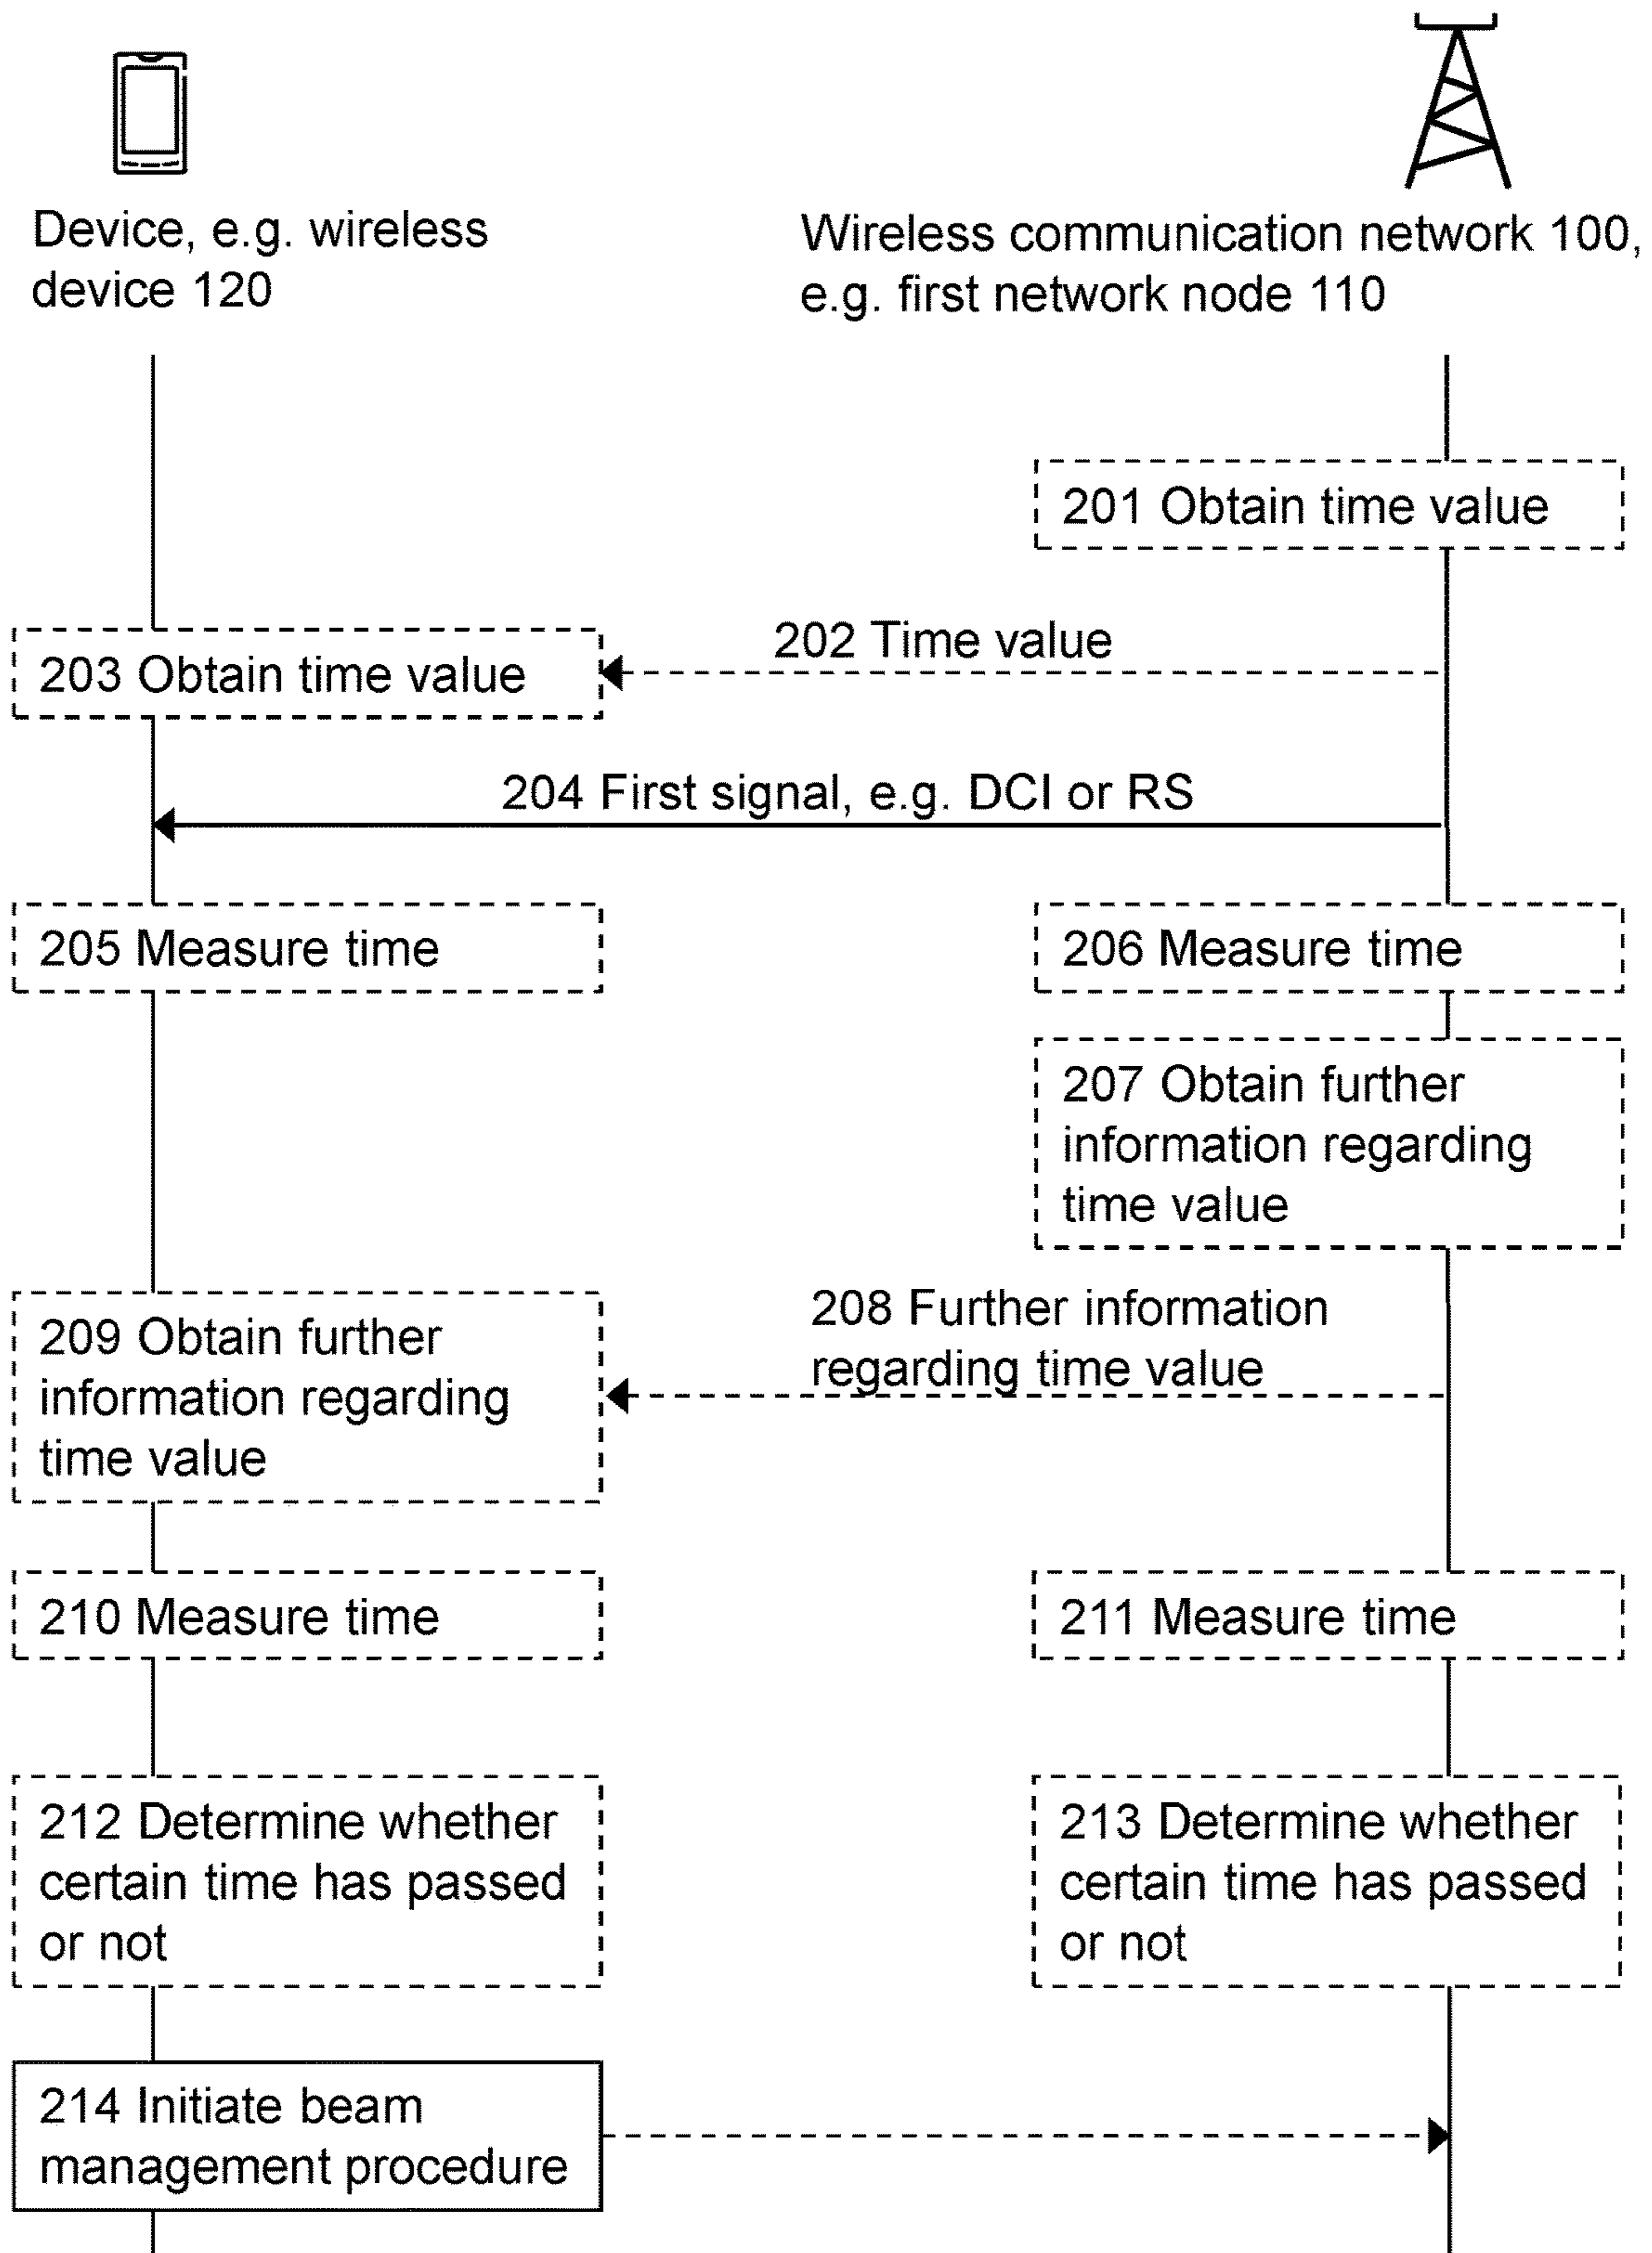 Device, e.g. wireless
device 120
Wireless communication network 100,
e.g. first network node 110
201 Obtain time value
202 Time value
203 Obtain time value
204 First signal, e.g. DCI or RS
205 Measure time
206 Measure time
207 Obtain further
information regarding
time value
208 Further information
regarding time value
209 Obtain further
information regarding
time value
210 Measure time
211 Measure time
212 Determine whether
certain time has passed
or not
213 Determine whether
certain time has passed
or not
214 Initiate beam
management procedure